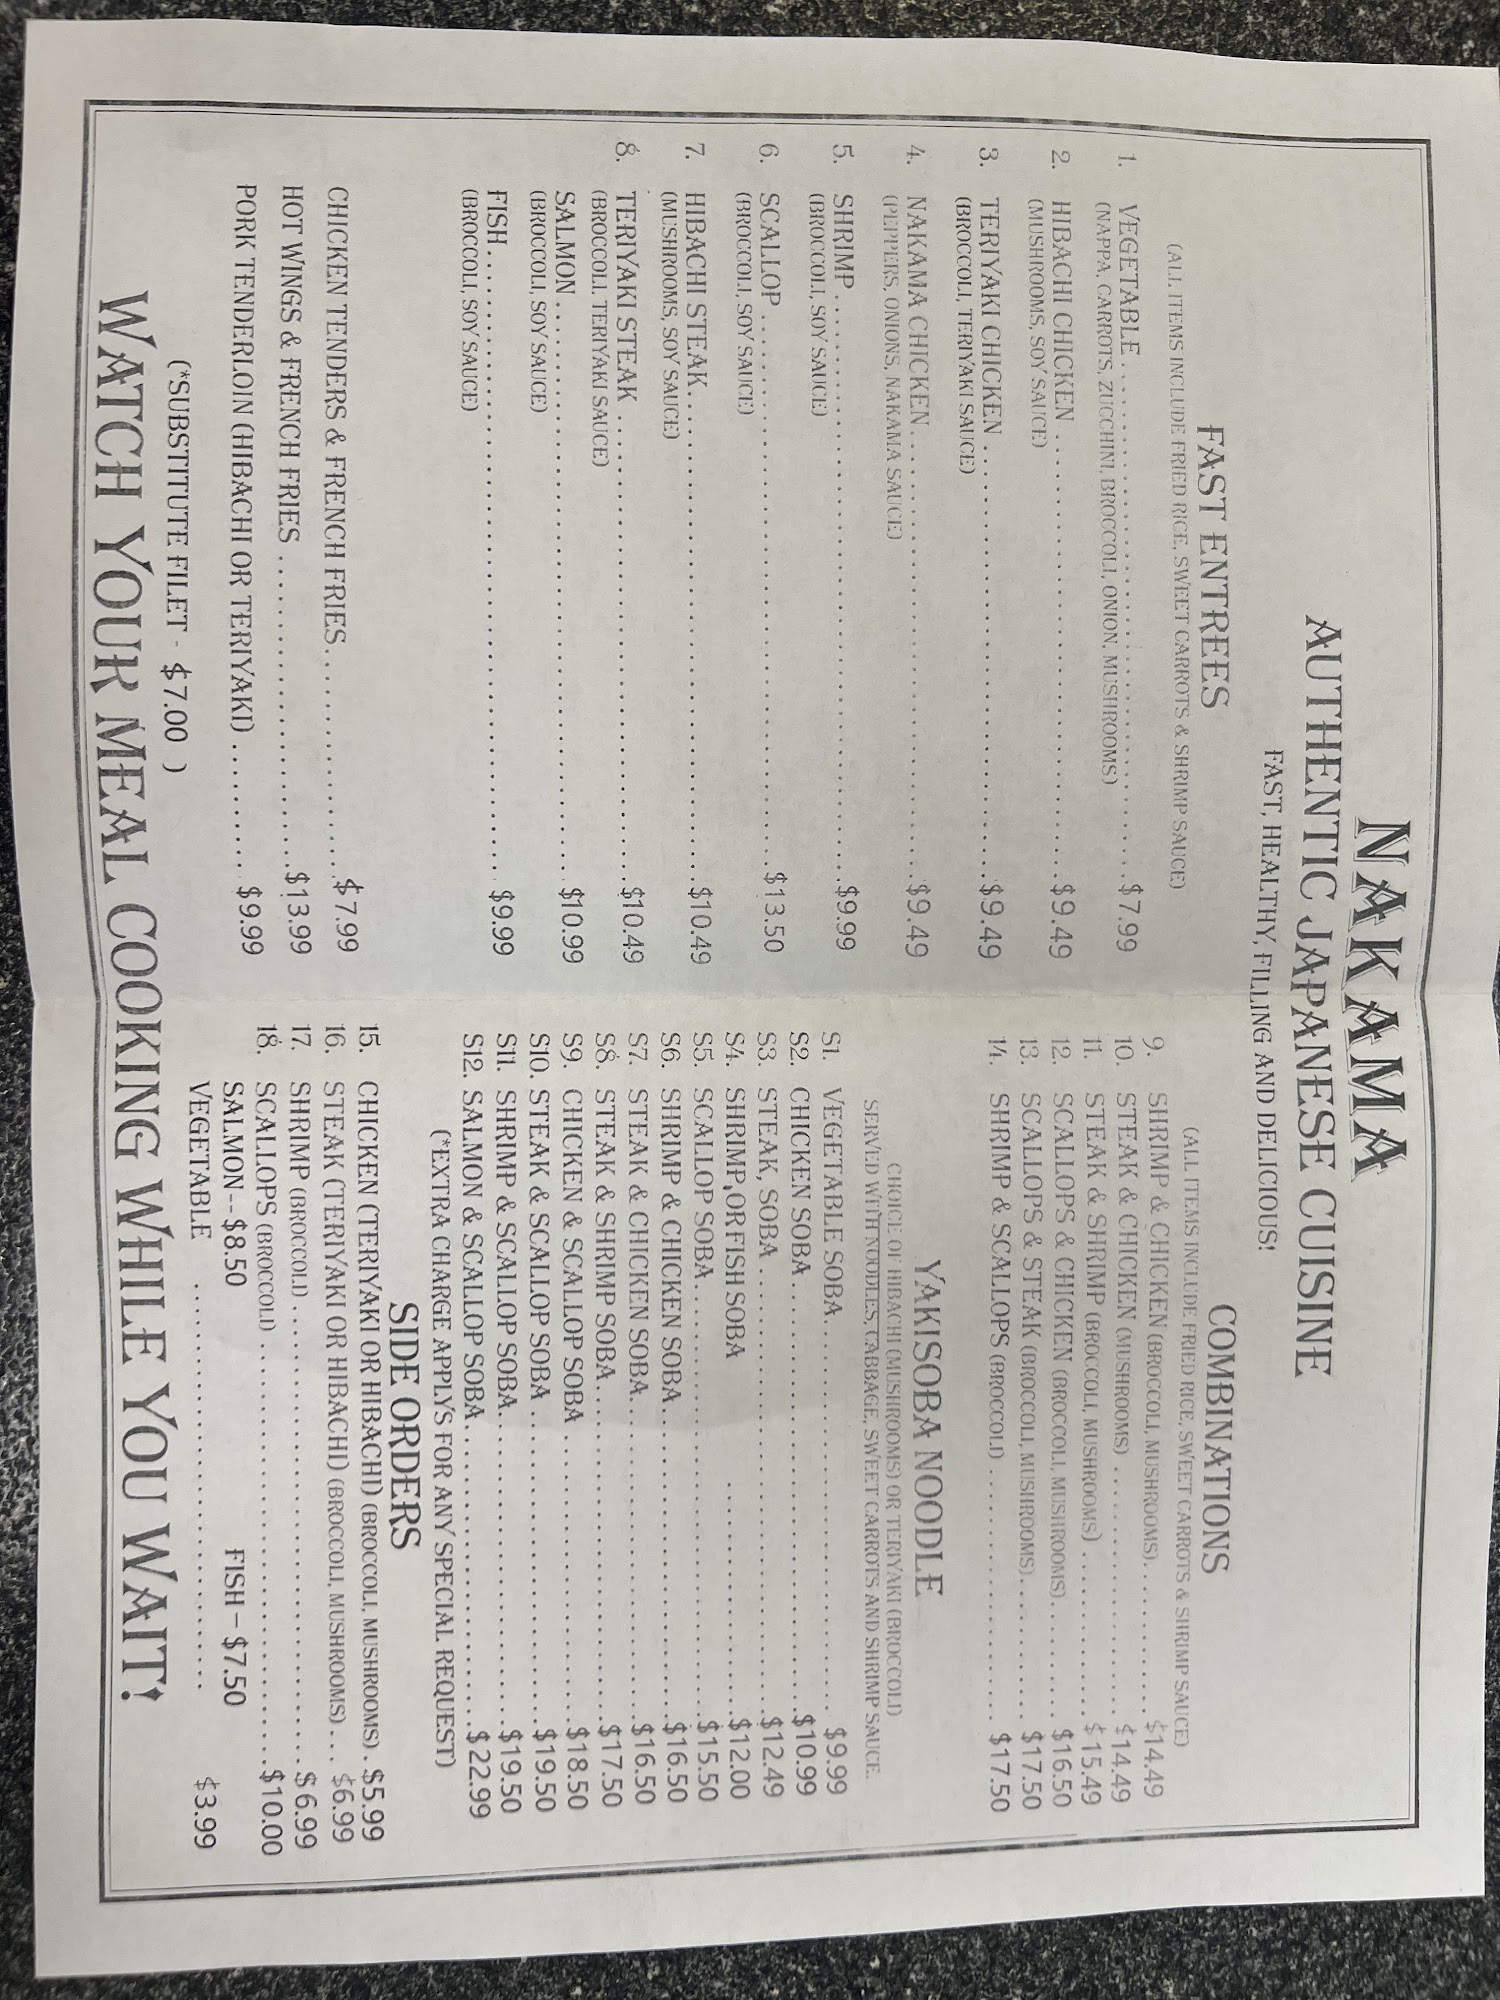 NAKAMA
AUTHENTIC JAPANESE CUISINE
FAST, HEALTHY, FILLING AND DELICIOUS!
FAST ENTREES
(ALL ITEMS INCLUDE FRIED RICE, SWEET CARROTS & SHRIMP SAUCE)
1. VEGETABLE . . . . . . . . . . $7.99
(NAPPA, CARROTS, ZUCCHINI, BROCCOLI, ONION, MUSHROOMS)
2. HIBACHI CHICKEN . . . . . . . . . . $9.49
(MUSHROOMS, SOY SAUCE)
3. TERIYAKI CHICKEN . . . . . . . . . . $9.49
(BROCCOLI, TERIYAKI SAUCE)
4. NAKAMA CHICKEN . . . . . . . . . . $9.49
(PEPPERS, ONIONS, NAKAMA SAUCE)
5. SHRIMP . . . . . . . . . . $9.99
(BROCCOLI, SOY SAUCE)
6. SCALLOP . . . . . . . . . . $13.50
(BROCCOLI, SOY SAUCE)
7. HIBACHI STEAK . . . . . . . . . . $10.49
(MUSHROOMS, SOY SAUCE)
8. TERIYAKI STEAK . . . . . . . . . . $10.49
(BROCCOLI, TERIYAKI SAUCE)
SALMON . . . . . . . . . . $10.99
(BROCCOLI, SOY SAUCE)
FISH . . . . . . . . . . $9.99
(BROCCOLI, SOY SAUCE)
CHICKEN TENDERS & FRENCH FRIES . . . . . . . . . . $7.99
HOT WINGS & FRENCH FRIES . . . . . . . . . . $13.99
PORK TENDERLOIN (HIBACHI OR TERIYAKI) . . . . . . . . . . $9.99
(*SUBSTITUTE FILET - $7.00 )
COMBINATIONS
(ALL ITEMS INCLUDE FRIED RICE, SWEET CARROTS & SHRIMP SAUCE)
9. SHRIMP & CHICKEN (BROCCOLI, MUSHROOMS) . . . . . . . . . . $14.49
10. STEAK & CHICKEN (MUSHROOMS) . . . . . . . . . . $14.49
11. STEAK & SHRIMP (BROCCOLI, MUSHROOMS) . . . . . . . . . . $15.49
12. SCALLOPS & CHICKEN (BROCCOLI, MUSHROOMS) . . . . . . . . . . $16.50
13. SCALLOPS & STEAK (BROCCOLI, MUSHROOMS) . . . . . . . . . . $17.50
14. SHRIMP & SCALLOPS (BROCCOLI) . . . . . . . . . . $17.50
YAKISOBA NOODLE
CHOICE OF HIBACHI (MUSHROOMS) OR TERIYAKI (BROCCOLI)
SERVED WITH NOODLES, CABBAGE, SWEET CARROTS AND SHRIMP SAUCE.
S1. VEGETABLE SOBA . . . . . . . . . . $9.99
S2. CHICKEN SOBA . . . . . . . . . . $10.99
S3. STEAK, SOBA . . . . . . . . . . $12.49
S4. SHRIMP, OR FISH SOBA . . . . . . . . . . $12.00
S5. SCALLOP SOBA . . . . . . . . . . $15.50
S6. SHRIMP & CHICKEN SOBA . . . . . . . . . . $16.50
S7. STEAK & CHICKEN SOBA . . . . . . . . . . $16.50
S8. STEAK & SHRIMP SOBA . . . . . . . . . . $17.50
S9. CHICKEN & SCALLOP SOBA . . . . . . . . . . $18.50
S10. STEAK & SCALLOP SOBA . . . . . . . . . . $19.50
S11. SHRIMP & SCALLOP SOBA . . . . . . . . . . $19.50
S12. SALMON & SCALLOP SOBA . . . . . . . . . . $22.99
(*EXTRA CHARGE APPLYS FOR ANY SPECIAL REQUEST)
SIDE ORDERS
15. CHICKEN (TERIYAKI OR HIBACHI) (BROCCOLI, MUSHROOMS) . $5.99
16. STEAK (TERIYAKI OR HIBACHI) (BROCCOLI, MUSHROOMS) . . . $6.99
17. SHRIMP (BROCCOLI) . . . . . . . . . . $6.99
18. SCALLOPS (BROCCOLI) . . . . . . . . . . $10.00
SALMON--$8.50 FISH – $7.50
VEGETABLE . . . . . . . . . . $3.99
WATCH YOUR MEAL COOKING WHILE YOU WAIT!